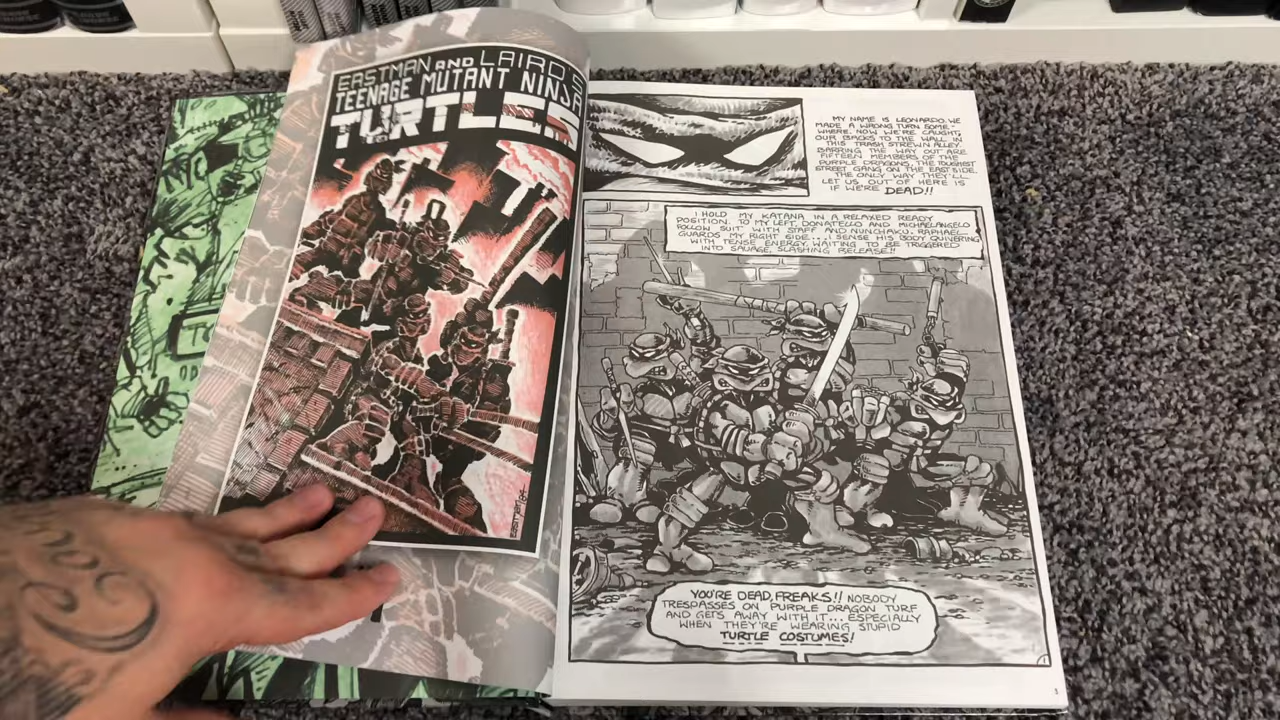 EASTMAN AND LAIRD'S
TEENAGE MUTANT NINJA
TURTLES
EASTMAN '84
MY NAME IS LEONARDO. WE
MADE A WRONG TURN SOME-
WHERE. NOW WE'RE CAUGHT,
OUR BACKS TO THE WALL IN
THIS TRASH STREWN ALLEY.
BARRING THE WAY OUT ARE
FIFTEEN MEMBERS OF THE
PURPLE DRAGONS, THE TOUGHEST
STREET GANG ON THE EAST SIDE.
THE ONLY WAY THEY'LL
LET US OUT OF HERE IS
IF WE'RE DEAD!!
I HOLD MY KATANA IN A RELAXED READY
POSITION. TO MY LEFT, DONATELLO AND MICHAELANGELO
FOLLOW SUIT WITH STAFF AND NUNCHAKU. RAPHAEL
GUARDS MY RIGHT SIDE... I SENSE HIS BODY QUIVERING
WITH TENSE ENERGY, WAITING TO BE TRIGGERED
INTO SAVAGE, SLASHING RELEASE!!
YOU'RE DEAD, FREAKS!! NOBODY
TRESPASSES ON PURPLE DRAGON TURF
AND GETS AWAY WITH IT... ESPECIALLY
WHEN THEY'RE WEARING STUPID
TURTLE COSTUMES!
1